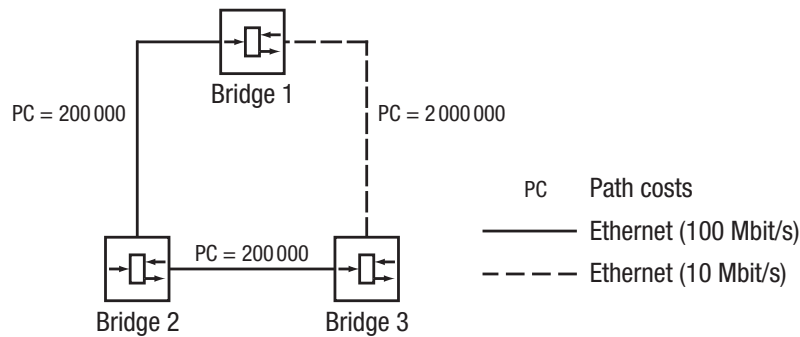 Bridge 1
PC = 200 000
PC = 2 000 000
PC Path costs
Ethernet (100 Mbit/s)
PC = 200 000
Ethernet (10 Mbit/s)
Bridge 2
Bridge 3